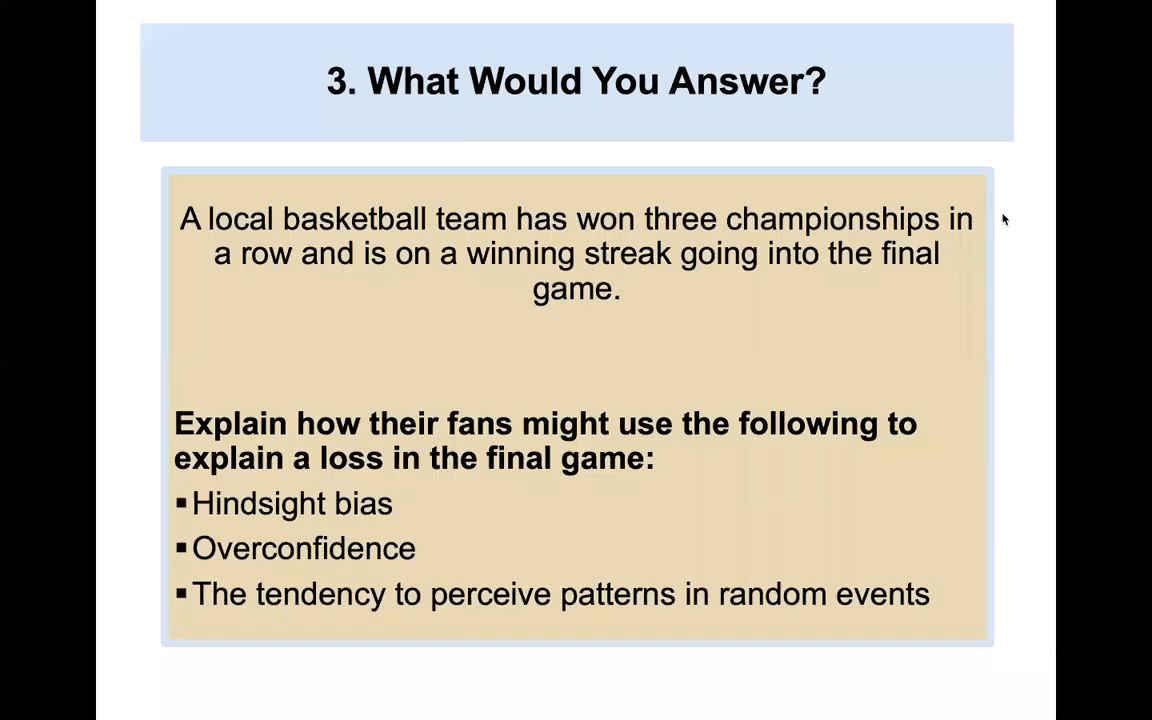 3. What Would You Answer?
A local basketball team has won three championships in
a row and is on a winning streak going into the final
game.
Explain how their fans might use the following to
explain a loss in the final game:
▪Hindsight bias
▪Overconfidence
▪The tendency to perceive patterns in random events